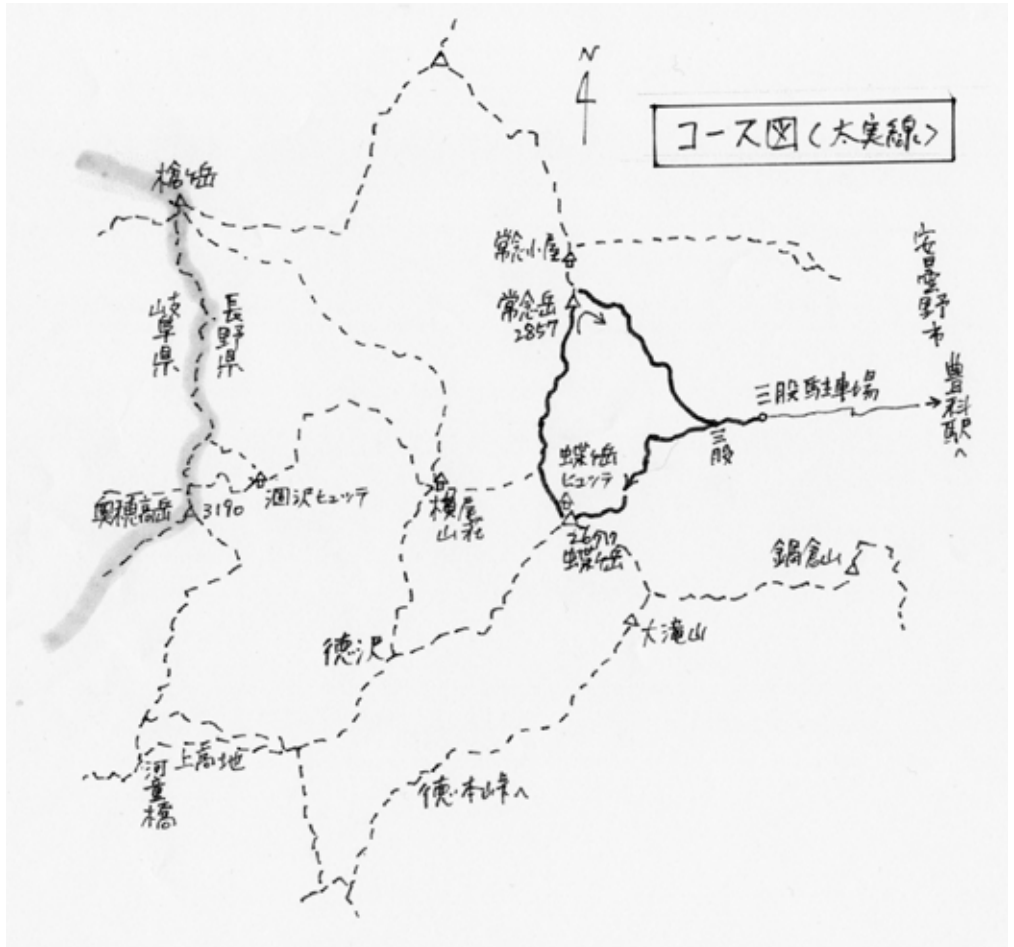 N
コース図(太実線)
槍ヶ岳
常念小屋
常念岳
2857
安曇野市
豊科駅へ
岐阜県
長野県
三股駐車場
三股
蝶ヶ岳
ヒュッテ
涸沢ヒュッテ
奥穂高岳
3190
横尾
山荘
蝶ヶ岳
鍋倉山
大滝山
徳沢
上高地
河童橋
徳本峠へ